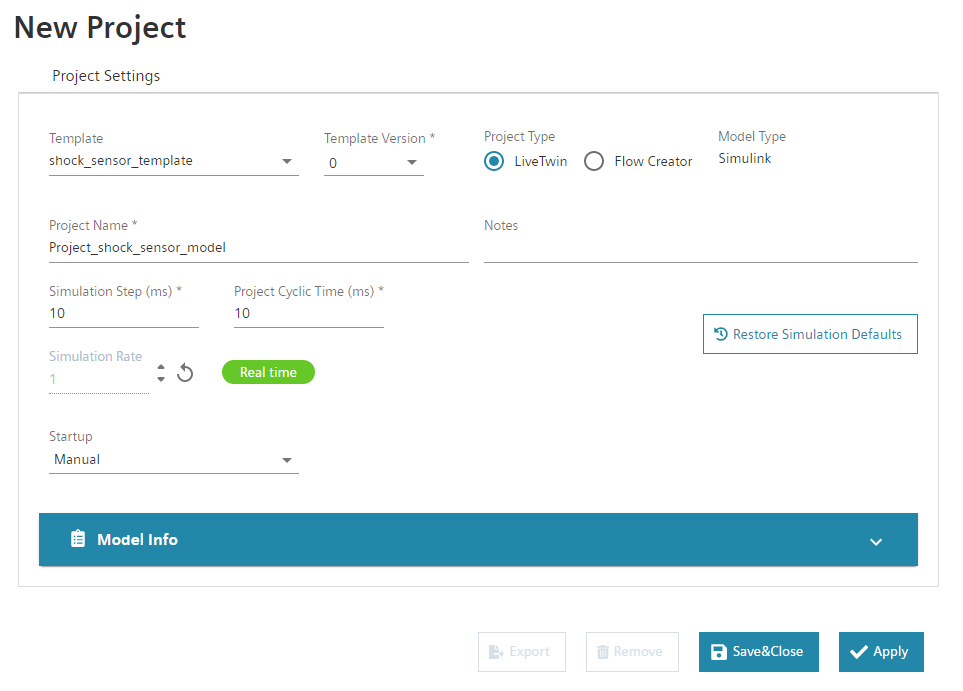 New Project
Project Settings
Template
shock_sensor_template
Template Version *
0
Project Type
LiveTwin
Flow Creator
Model Type
Simulink
Project Name *
Project_shock_sensor_model
Notes
Simulation Step (ms) *
10
Project Cyclic Time (ms) *
10
Restore Simulation Defaults
Simulation Rate
1
Real time
Startup
Manual
Model Info
Export
Remove
Save&Close
Apply